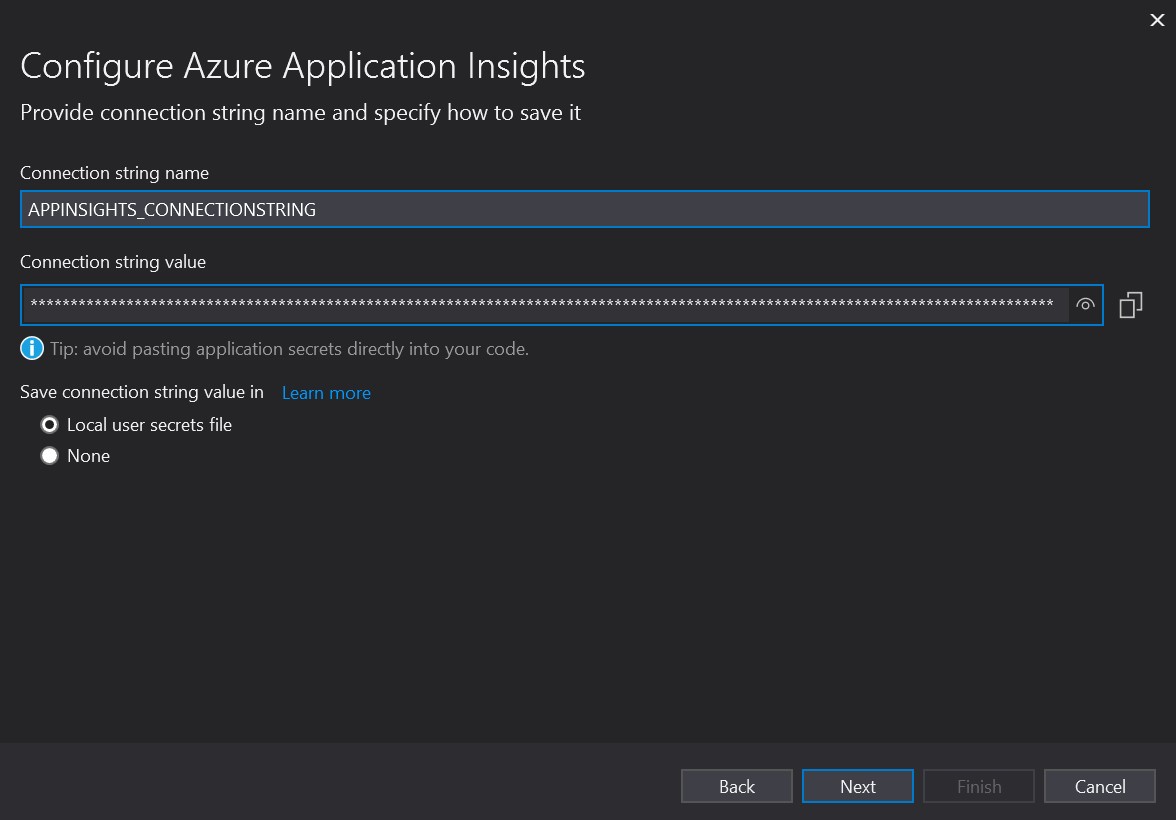 Configure Azure Application Insights
Provide connection string name and specify how to save it
Connection string name
APPINSIGHTS_CONNECTIONSTRING
Connection string value
********************************************************************************************************************************
Tip: avoid pasting application secrets directly into your code.
Save connection string value in Learn more
Local user secrets file
None
Back Next Finish Cancel